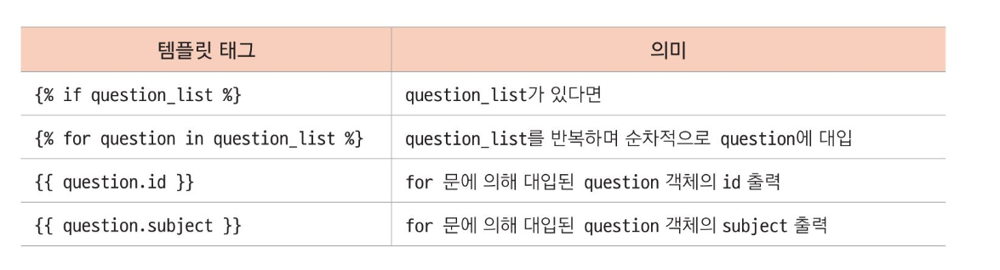 템플릿 태그 의미
{% if question_list %} question_list가 있다면
{% for question in question_list %} question_list를 반복하며 순차적으로 question에 대입
{{ question.id }} for 문에 의해 대입된 question 객체의 id 출력
{{ question.subject }} for 문에 의해 대입된 question 객체의 subject 출력